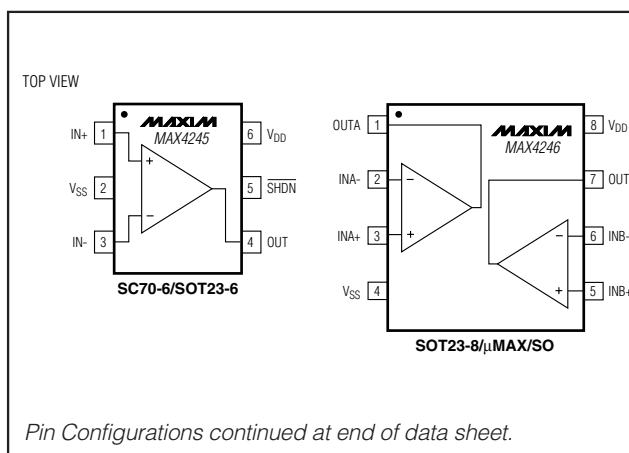 TOP VIEW
IN+ 1
VSS 2
IN- 3
MAXIM
MAX4245
+
−
6 VDD
5 SHDN
4 OUT
SC70-6/SOT23-6
OUTA 1
INA- 2
INA+ 3
VSS 4
MAXIM
MAX4246
−
+
−
+
8 VDD
7 OUT
6 INB-
5 INB+
SOT23-8/μMAX/SO
Pin Configurations continued at end of data sheet.